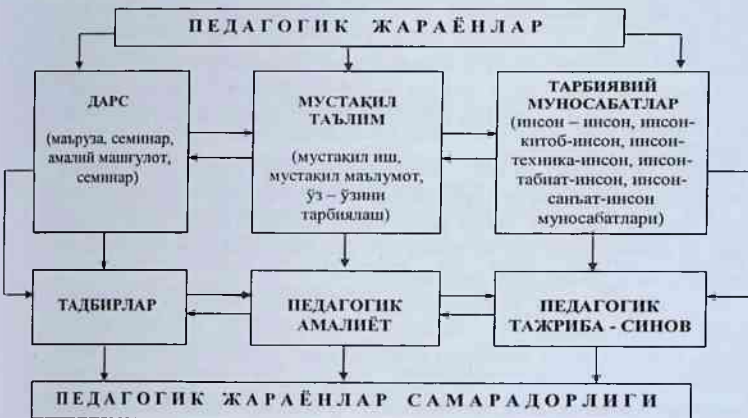 ПЕДАГОГИК ЖАРАЁНЛАР
ДАРС
(маъруза, семинар,
амалий машғулот,
семинар)
МУСТАҚИЛ
ТАЪЛИМ
(мустақил иш,
мустақил маълумот,
ўз – ўзини
тарбиялаш)
ТАРБИЯВИЙ
МУНОСАБАТЛАР
(инсон – инсон, инсон-
китоб-инсон, инсон-
техника-инсон, инсон-
табиат-инсон, инсон-
санъат-инсон
муносабатлари)
ТАДБИРЛАР
ПЕДАГОГИК
АМАЛИЁТ
ПЕДАГОГИК
ТАЖРИБА - СИНОВ
ПЕДАГОГИК ЖАРАЁНЛАР САМАРАДОРЛИГИ